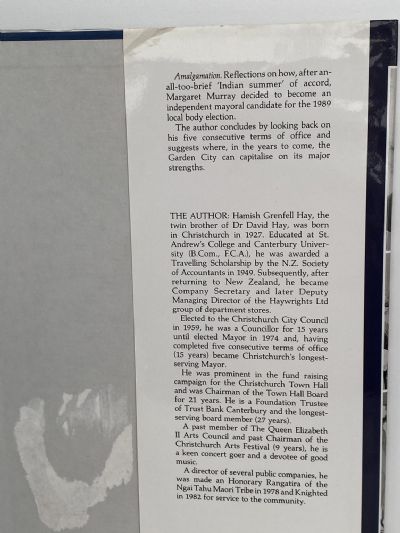 Amalgamation. Reflections on how, after an-
all-too-brief 'Indian summer' of accord,
Margaret Murray decided to become an
independent mayoral candidate for the 1989
local body election.
The author concludes by looking back on
his five consecutive terms of office and
suggests where, in the years to come, the
Garden City can capitalise on its major
strengths.
THE AUTHOR: Hamish Grenfell Hay, the
twin brother of Dr David Hay, was born
in Christchurch in 1927. Educated at St.
Andrew's College and Canterbury Univer-
sity (B.Com., F.C.A.), he was awarded a
Travelling Scholarship by the N.Z. Society
of Accountants in 1949. Subsequently, after
returning to New Zealand, he became
Company Secretary and later Deputy
Managing Director of the Haywrights Ltd
group of department stores.
Elected to the Christchurch City Council
in 1959, he was a Councillor for 15 years
until elected Mayor in 1974 and, having
completed five consecutive terms of office
(15 years) became Christchurch's longest-
serving Mayor.
He was prominent in the fund raising
campaign for the Christchurch Town Hall
and was Chairman of the Town Hall Board
for 21 years. He is a Foundation Trustee
of Trust Bank Canterbury and the longest-
serving board member (27 years).
A past member of The Queen Elizabeth
II Arts Council and past Chairman of the
Christchurch Arts Festival (9 years), he is
a keen concert goer and a devotee of good
music.
A director of several public companies, he
was made an Honorary Rangatira of the
Ngai Tahu Maori Tribe in 1978 and Knighted
in 1982 for service to the community.